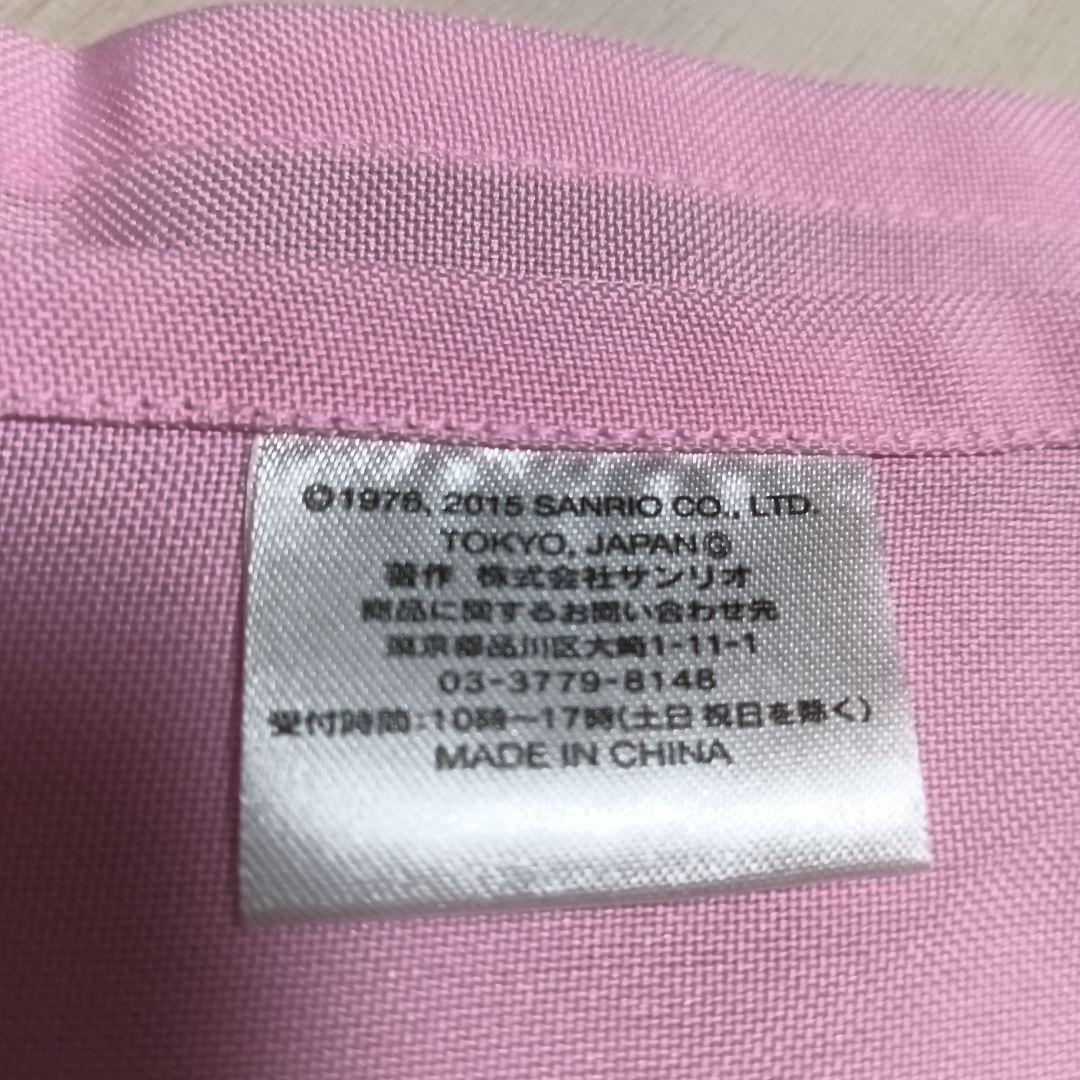 ©1976, 2015 SANRIO CO., LTD.
TOKYO, JAPAN Ⓖ
著作 株式会社サンリオ
商品に関するお問い合わせ先
東京都品川区大崎1-11-1
03-3779-8148
受付時間:10時〜17時(土日祝日を除く)
MADE IN CHINA